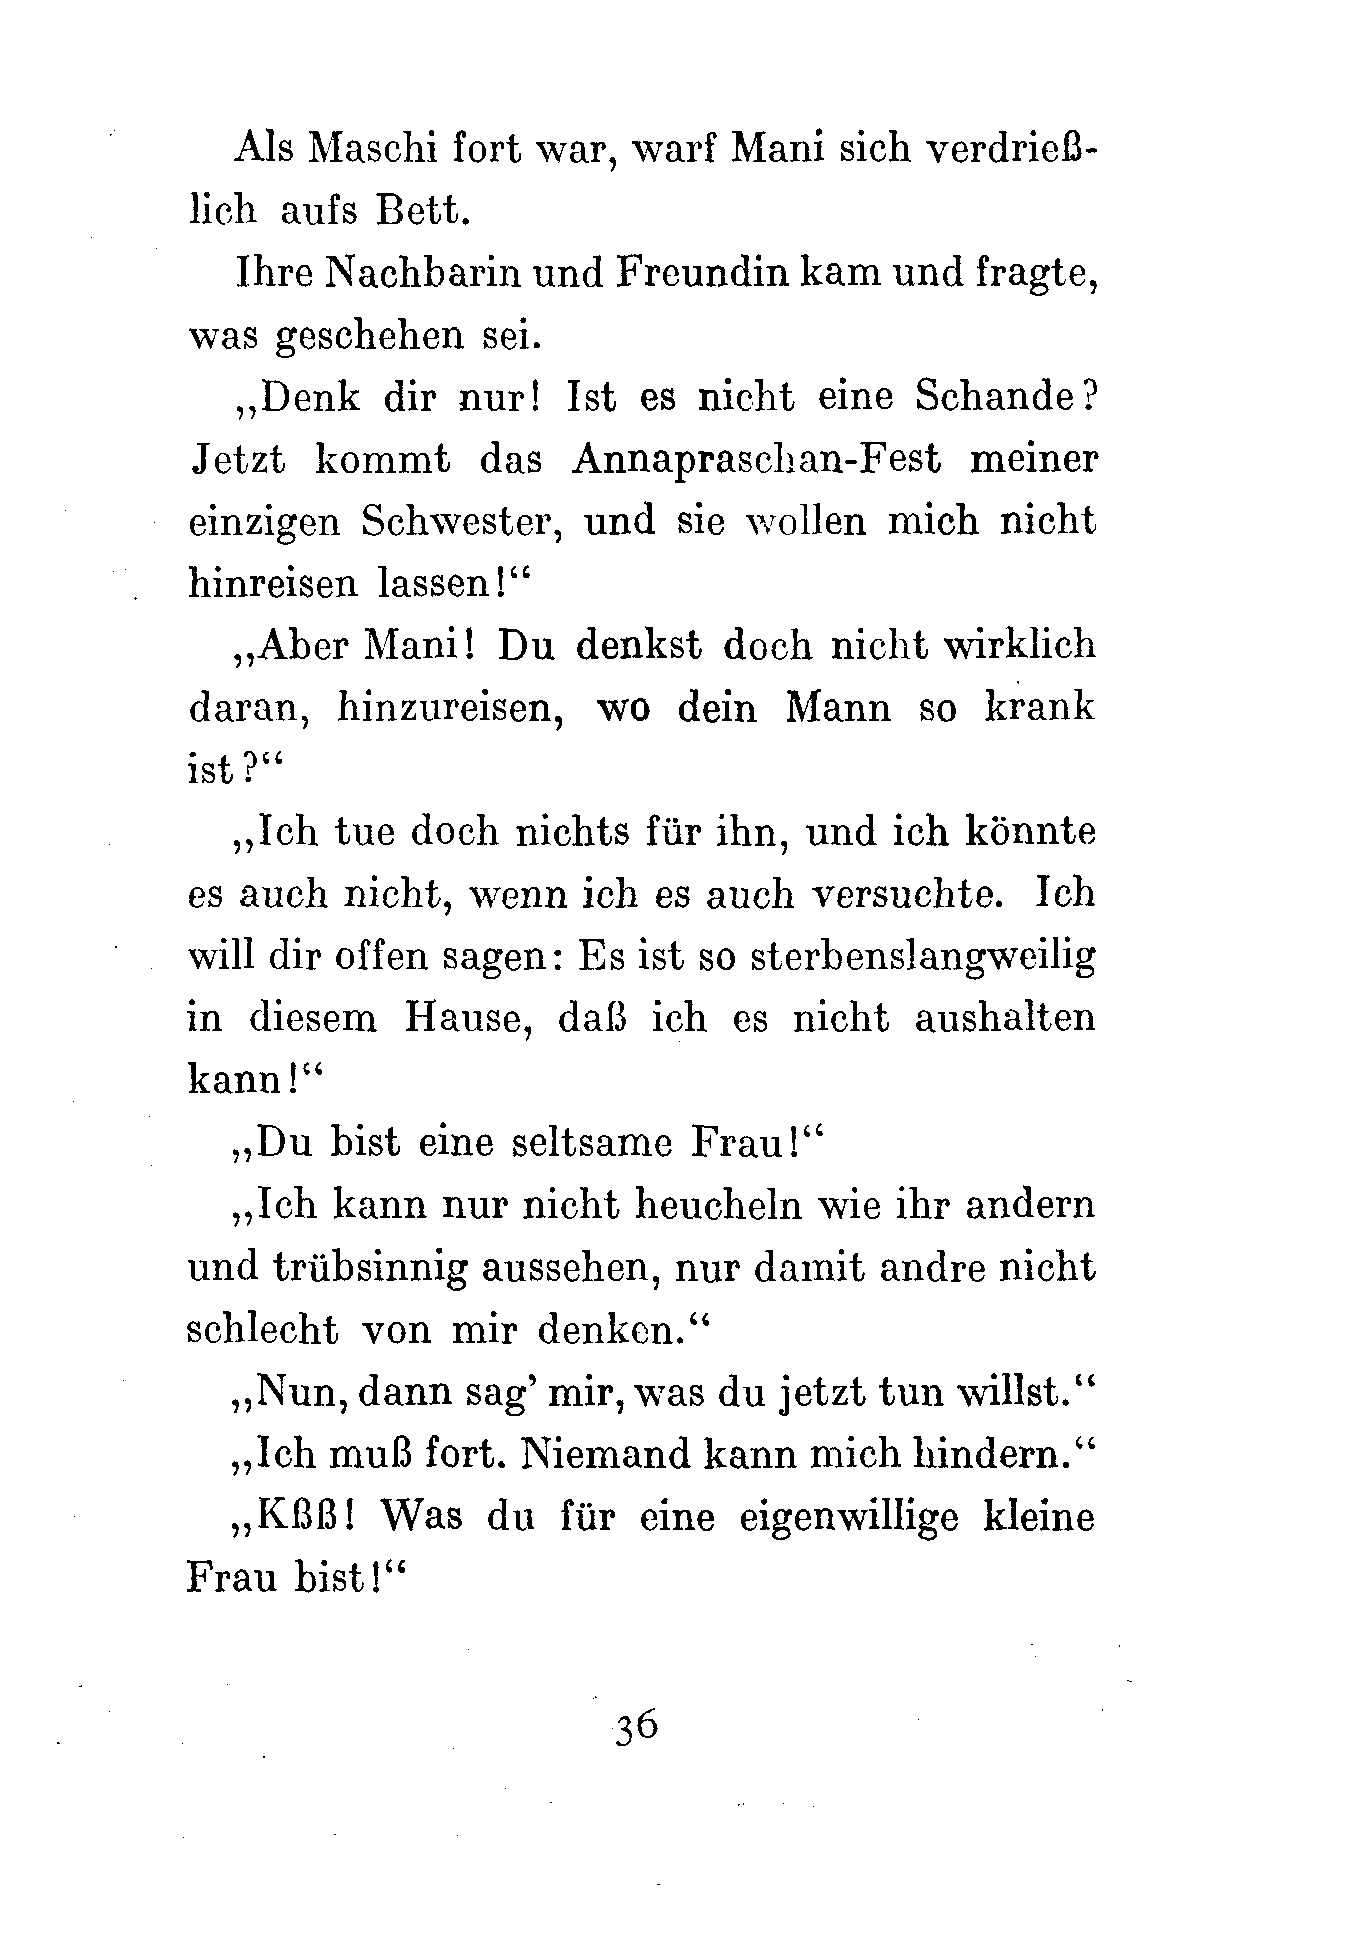 Als Maschi fort war, warf Mani sich verdrieß-
lich aufs Bett.
Ihre Nachbarin und Freundin kam und fragte,
was geschehen sei.
„Denk dir nur! Ist es nicht eine Schande?
Jetzt kommt das Annapraschan-Fest meiner
einzigen Schwester, und sie wollen mich nicht
hinreisen lassen!“
„Aber Mani! Du denkst doch nicht wirklich
daran, hinzureisen, wo dein Mann so krank
ist?“
„Ich tue doch nichts für ihn, und ich könnte
es auch nicht, wenn ich es auch versuchte. Ich
will dir offen sagen: Es ist so sterbenslangweilig
in diesem Hause, daß ich es nicht aushalten
kann!“
„Du bist eine seltsame Frau!“
„Ich kann nur nicht heucheln wie ihr andern
und trübsinnig aussehen, nur damit andre nicht
schlecht von mir denken.“
„Nun, dann sag’ mir, was du jetzt tun willst.“
„Ich muß fort. Niemand kann mich hindern.“
„Kßß! Was du für eine eigenwillige kleine
Frau bist!“
36